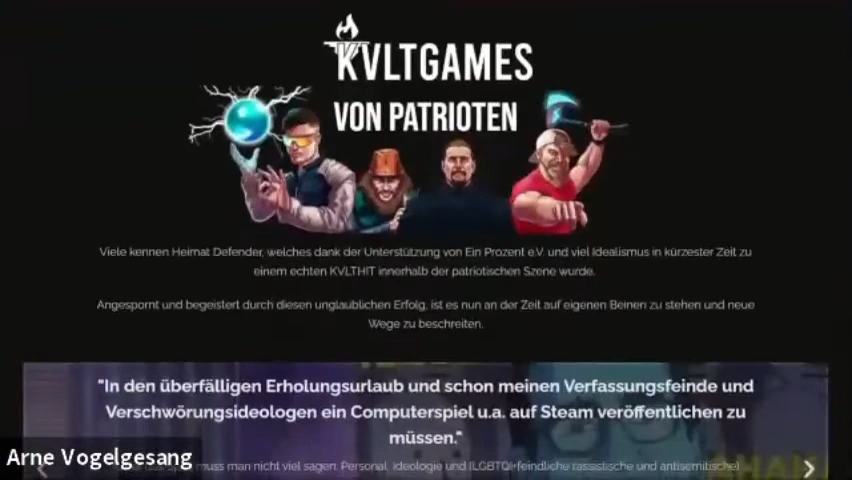 KVLTGAMES
VON PATRIOTEN
Viele kennen Heimat Defender, welches dank der Unterstützung von Ein Prozent e.V. und viel Idealismus in kürzester Zeit zu
einem echten KVLTHIT innerhalb der patriotischen Szene wurde.
Angespornt und begeistert durch diesen unglaublichen Erfolg, ist es nun an der Zeit auf eigenen Beinen zu stehen und neue
Wege zu beschreiten.
"In den überfälligen Erholungsurlaub und schon meinen Verfassungsfeinde und
Verschwörungsideologen ein Computerspiel u.a. auf Steam veröffentlichen zu
müssen."
muss man nicht viel sagen. Personal, Ideologie und (LGBTQI-feindliche rassistische und antisemitische)
Arne Vogelgesang